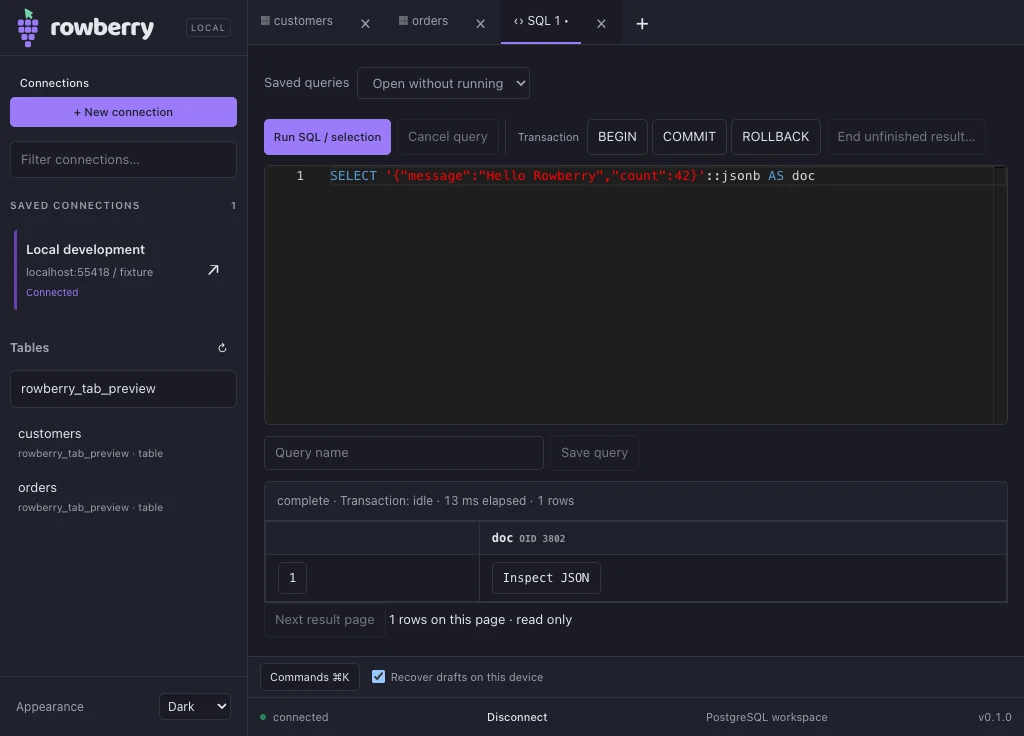 rowberry LOCAL
customers × orders × ‹› SQL 1 • × +
Connections
+ New connection
Filter connections...
SAVED CONNECTIONS 1
Local development
localhost:55418 / fixture
Connected
Tables
rowberry_tab_preview
customers
rowberry_tab_preview · table
orders
rowberry_tab_preview · table
Appearance Dark
Saved queries Open without running
Run SQL / selection Cancel query Transaction BEGIN COMMIT ROLLBACK End unfinished result...
1 SELECT '{"message":"Hello Rowberry","count":42}'::jsonb AS doc
Query name Save query
complete · Transaction: idle · 13 ms elapsed · 1 rows
doc OID 3802
1 Inspect JSON
Next result page 1 rows on this page · read only
Commands ⌘K Recover drafts on this device
connected Disconnect PostgreSQL workspace v0.1.0